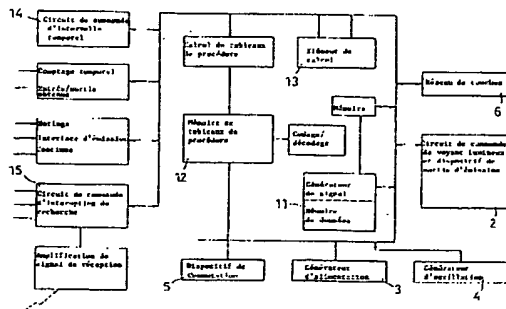 14
Circuit de commande
d'intervalle
temporel
Comptage temporel
Entrée/sortie
Interface d'émission
15
Circuit de commande
d'interruption de
recherche
Amplification de
signal de réception
Calcul de tableaux
de procédure
13
Elément de
calcul
Mémoire de
tableaux de
procédure
12
Codage/
décodage
Mémoire
11
Générateur
de signal
Mémoire
de données
Réseau de
6
Circuit de commande
de voyant lumineux
et dispositif de
sortie d'émission
2
Dispositif de
Commutation
5
Générateur
d'alimentation
3
Générateur
d'oscillation
4